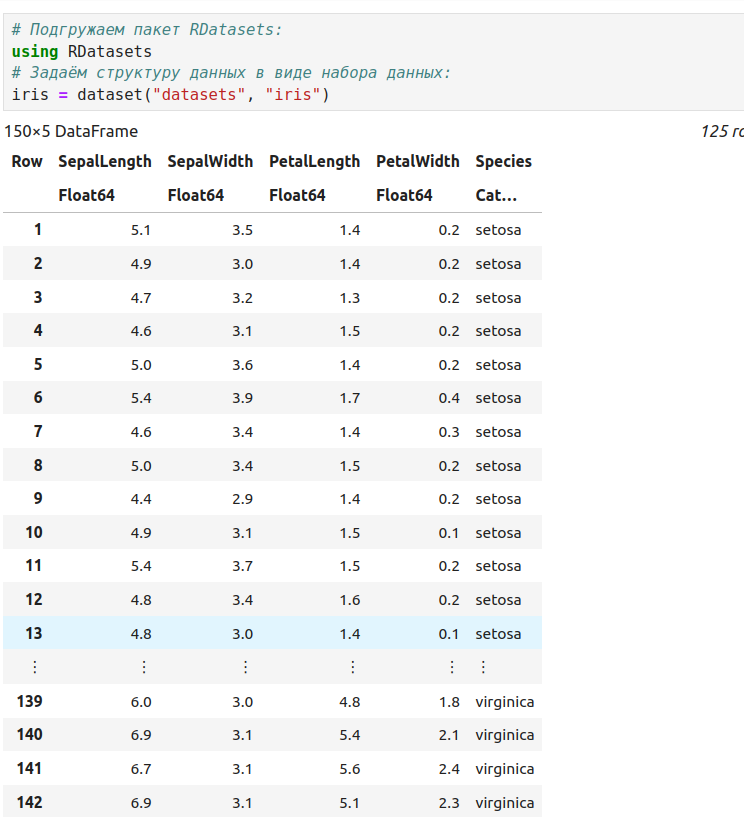 # Подгружаем пакет RDatasets:
using RDatasets
# Задаём структуру данных в виде набора данных:
iris = dataset("datasets", "iris")
150×5 DataFrame 125 ro
Row SepalLength SepalWidth PetalLength PetalWidth Species
Float64 Float64 Float64 Float64 Cat…
1 5.1 3.5 1.4 0.2 setosa
2 4.9 3.0 1.4 0.2 setosa
3 4.7 3.2 1.3 0.2 setosa
4 4.6 3.1 1.5 0.2 setosa
5 5.0 3.6 1.4 0.2 setosa
6 5.4 3.9 1.7 0.4 setosa
7 4.6 3.4 1.4 0.3 setosa
8 5.0 3.4 1.5 0.2 setosa
9 4.4 2.9 1.4 0.2 setosa
10 4.9 3.1 1.5 0.1 setosa
11 5.4 3.7 1.5 0.2 setosa
12 4.8 3.4 1.6 0.2 setosa
13 4.8 3.0 1.4 0.1 setosa
⋮ ⋮ ⋮ ⋮ ⋮ ⋮
139 6.0 3.0 4.8 1.8 virginica
140 6.9 3.1 5.4 2.1 virginica
141 6.7 3.1 5.6 2.4 virginica
142 6.9 3.1 5.1 2.3 virginica